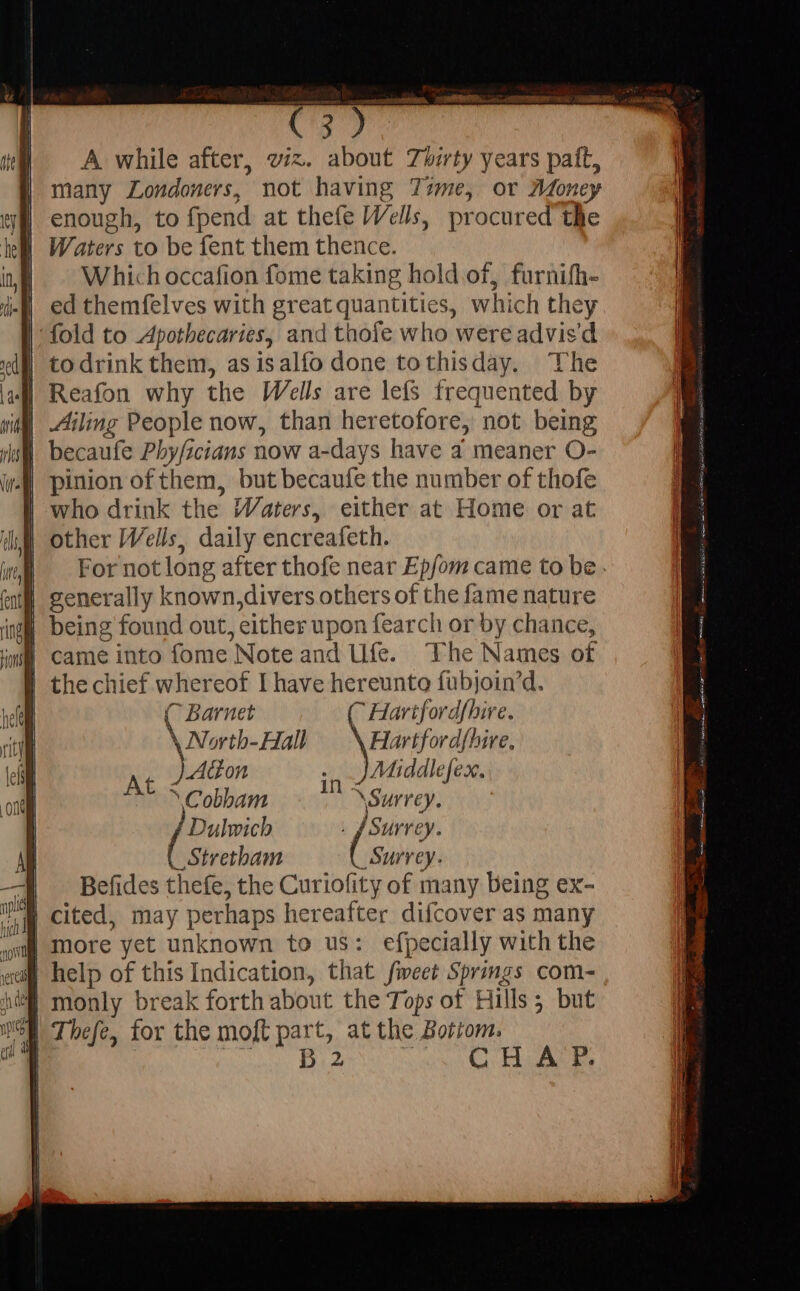 ( 3 )
A while after, viz. about Thirty years paſt,
many Londoners, not having Time, or Money
enough, to ſpend at theſe Wells, procured the
Waters to be ſent them thence.
Which occaſion ſome taking hold of, furniſh-
ed themſelves with great quantities, which they
ſold to Apothecaries, and thoſe who were advis'd
to drink them, as is alſo done to this day. The
Reaſon why the Wells are leſs frequented by
Ailing People now, than heretofore, not being
becauſe Phyſicians now a-days have a meaner O-
pinion of them, but becauſe the number of thoſe
who drink the Waters, either at Home or at
other Wells, daily encreaſeth.
For not long after thoſe near Epſom came to be
generally known, divers others of the ſame nature
being found out, either upon ſearch or by chance,
came into ſome Note and Uſe. The Names of
the chief whereof I have hereunto ſubjoin'd.
Barnet Hartfordſhire.
North-Hall Hartfordſhire.
At Acton in Middleſex.
Cobham Surrey.
Dulwich Surrey.
Stretham Surrey.
Beſides theſe, the Curioſity of many being ex-
cited, may perhaps hereafter diſcover as many
more yet unknown to us: eſpecially with the
help of this Indication, that ſweet Springs com-
monly break forth about the Tops of Hills; but
Theſe, for the moſt part, at the Bottom.
B 2 CHAP.